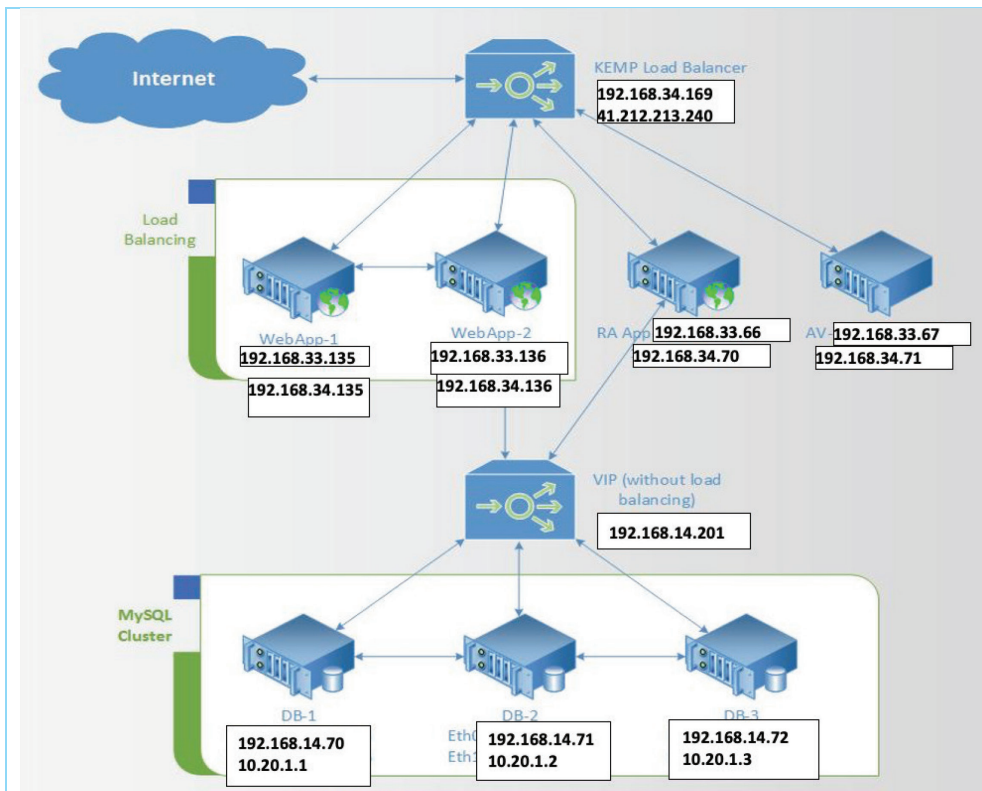 Internet
KEMP Load Balancer
192.168.34.169
41.212.213.240
Load
Balancing
WebApp-1
192.168.33.135
192.168.34.135
WebApp-2
192.168.33.136
192.168.34.136
RA App
192.168.33.66
192.168.34.70
AV-
192.168.33.67
192.168.34.71
VIP (without load
balancing)
192.168.14.201
MySQL
Cluster
DB-1
192.168.14.70
10.20.1.1
DB-2
192.168.14.71
10.20.1.2
DB-3
192.168.14.72
10.20.1.3